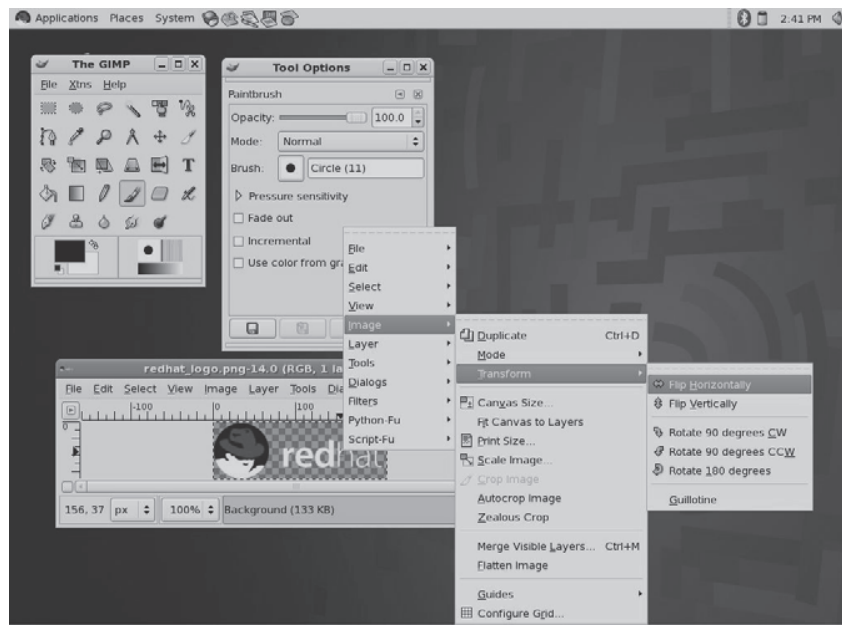 Applications Places System
2.41 PM
The GIMP
File Xtns Help
T
Tool Options
Paintbrush
Opacity: 100.0
Mode: Normal
Brush: Circle (11)
Pressure sensitivity
Fade out
Incremental
Use color from gra
File
Edit
Select
View
Image
Layer
Tools
Dialogs
Filters
Python-Fu
Script-Fu
Duplicate Ctrl+D
Mode
Transform
Canvas Size...
Fit Canvas to Layers
Print Size...
Scale Image...
Crop Image
Autocrop Image
Zealous Crop
Merge Visible Layers... Ctrl+M
Flatten Image
Guides
Configure Grid...
Flip Horizontally
Flip Vertically
Rotate 90 degrees CW
Rotate 90 degrees CCW
Rotate 180 degrees
Guillotine
redhat_logo.png-14.0 (RGB, 1 la
File Edit Select View Image Layer Tools Dia
-100 0 100
0
redhat
156, 37 px 100% Background (133 KB)